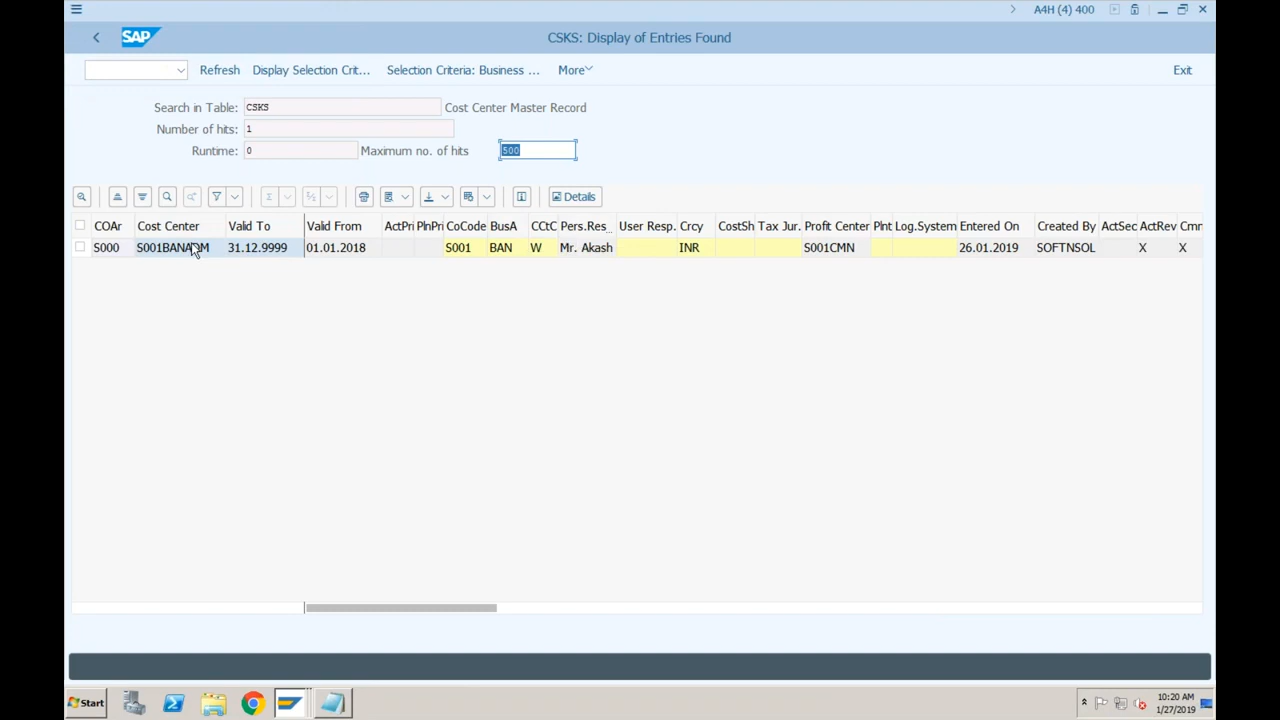 A4H (4) 400
SAP
CSKS: Display of Entries Found
Refresh Display Selection Crit... Selection Criteria: Business ... More Exit
Search in Table: CSKS Cost Center Master Record
Number of hits: 1
Runtime: 0 Maximum no. of hits 500
Details
COAr Cost Center Valid To Valid From ActPri PlnPri CoCode BusA CCtC Pers.Res_ User Resp. Crcy CostSh Tax Jur. Profit Center Plnt Log.System Entered On Created By ActSec ActRev Cmn
S000 31.12.9999 01.01.2018 S001 BAN W Mr. Akash INR S001CMN 26.01.2019 SOFTNSOL X X
Start 10:20 AM
1/27/2019